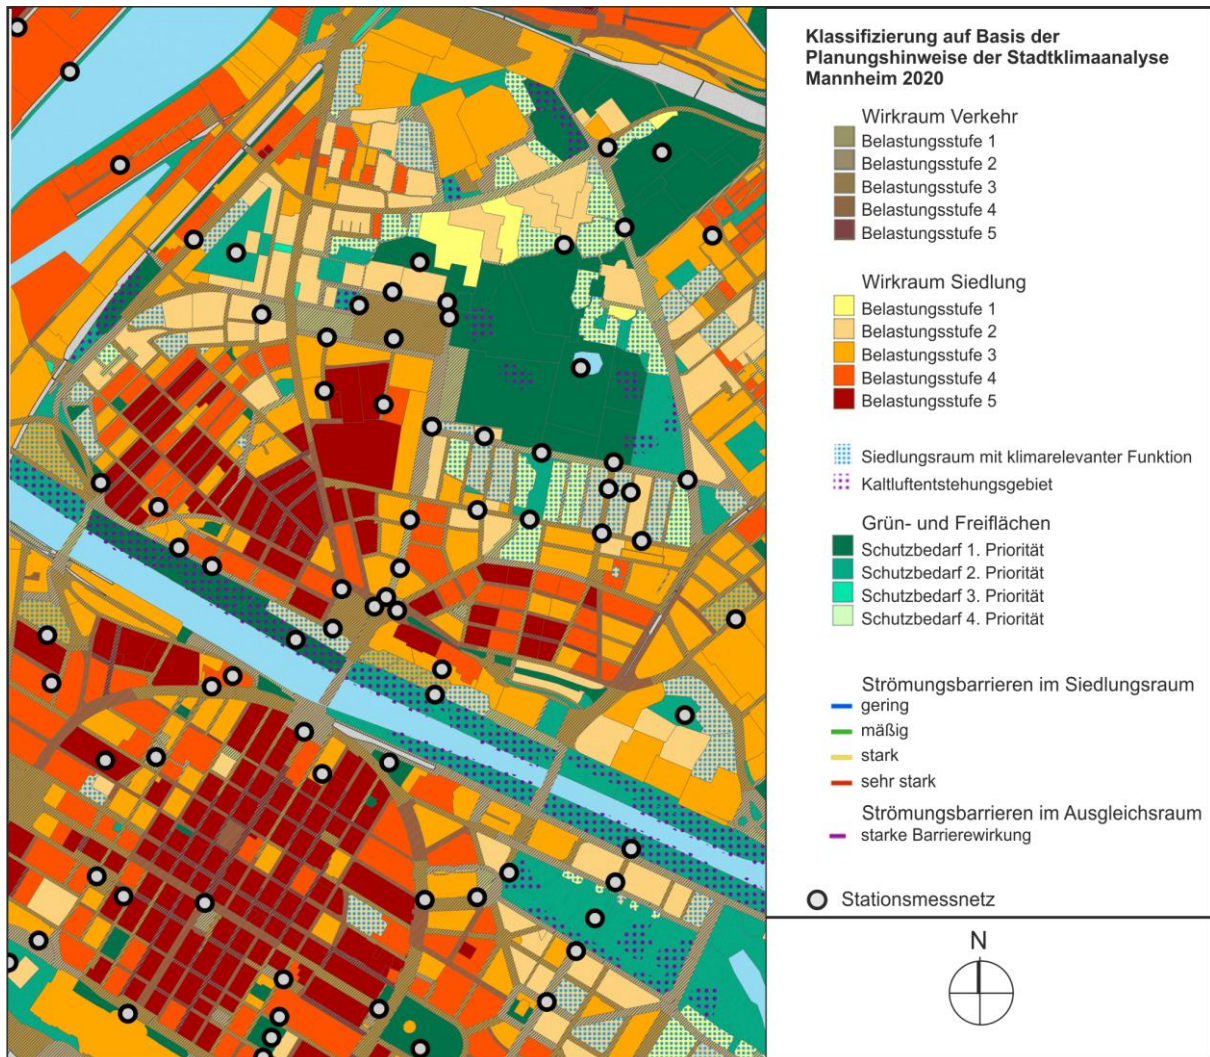 Klassifizierung auf Basis der
Planungshinweise der Stadtklimaanalyse
Mannheim 2020
Wirkraum Verkehr
Belastungsstufe 1
Belastungsstufe 2
Belastungsstufe 3
Belastungsstufe 4
Belastungsstufe 5
Wirkraum Siedlung
Belastungsstufe 1
Belastungsstufe 2
Belastungsstufe 3
Belastungsstufe 4
Belastungsstufe 5
Siedlungsraum mit klimarelevanter Funktion
Kaltluftentstehungsgebiet
Grün- und Freiflächen
Schutzbedarf 1. Priorität
Schutzbedarf 2. Priorität
Schutzbedarf 3. Priorität
Schutzbedarf 4. Priorität
Strömungsbarrieren im Siedlungsraum
gering
mäßig
stark
sehr stark
Strömungsbarrieren im Ausgleichsraum
starke Barrierewirkung
Stationsmessnetz
N